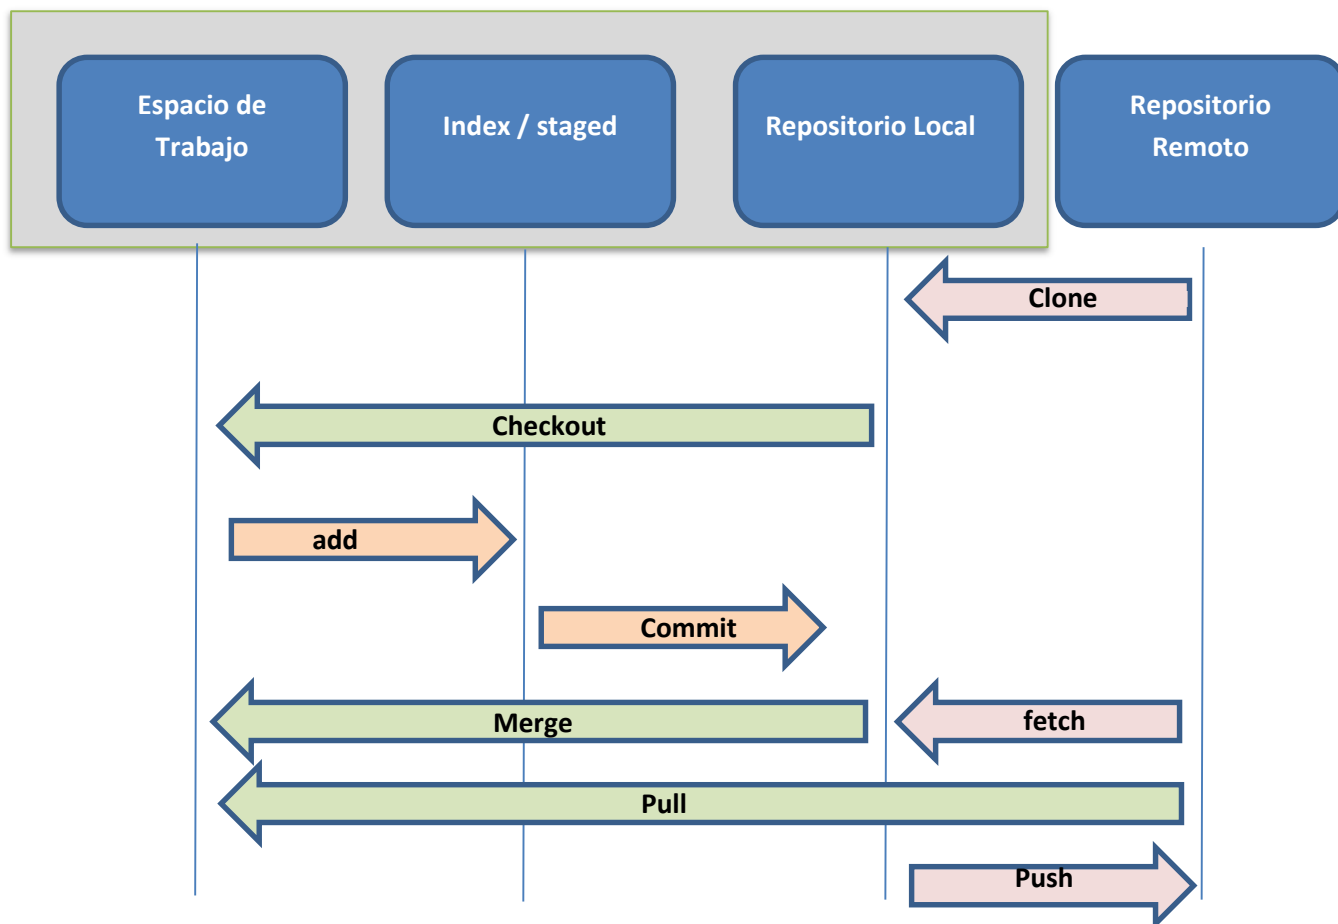 Espacio de
Trabajo
Index / staged
Repositorio Local
Repositorio
Remoto
Clone
Checkout
add
Commit
Merge
fetch
Pull
Push